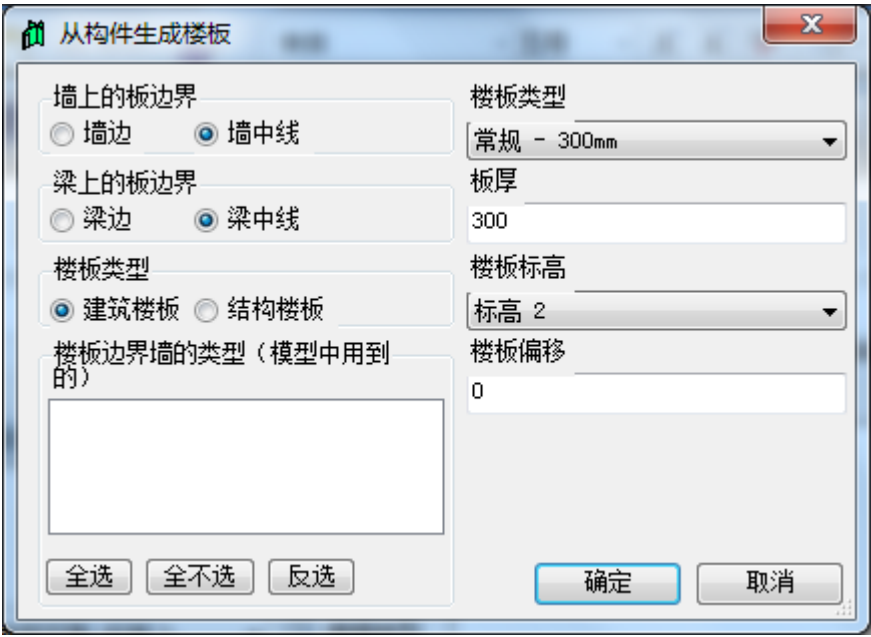 从构件生成楼板
墙上的板边界
墙边 墙中线
梁上的板边界
梁边 梁中线
楼板类型
建筑楼板 结构楼板
楼板边界墙的类型（模型中用到
的）
全选 全不选 反选
楼板类型
常规 - 300mm
板厚
300
楼板标高
标高 2
楼板偏移
0
确定 取消